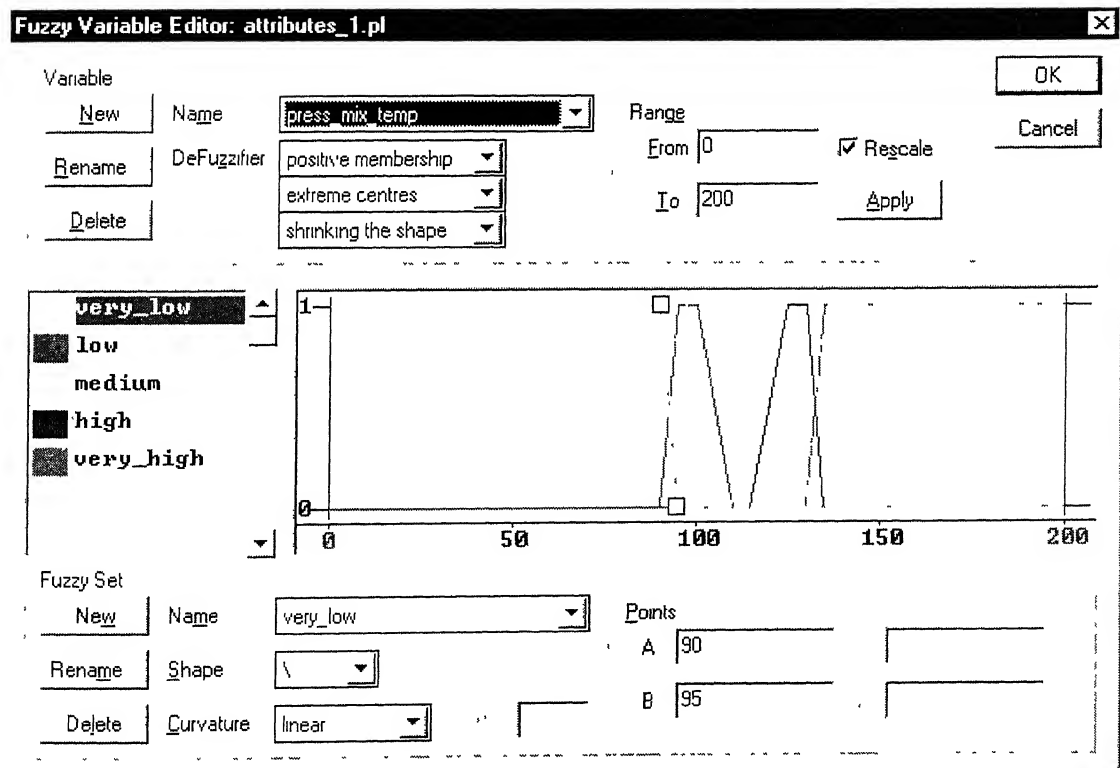 Fuzzy Variable Editor: attributes_1.pl
Variable
New
Name
press_mix_temp
Range
From
0
Rescale
OK
Cancel
Rename
DeFuzzifier
positive membership
extreme centres
shrinking the shape
To
200
Apply
Delete
very_low
low
medium
high
very_high
1
0
0
50
100
150
200
Fuzzy Set
New
Name
very_low
Points
A
90
Rename
Shape
\
B
95
Delete
Curvature
linear